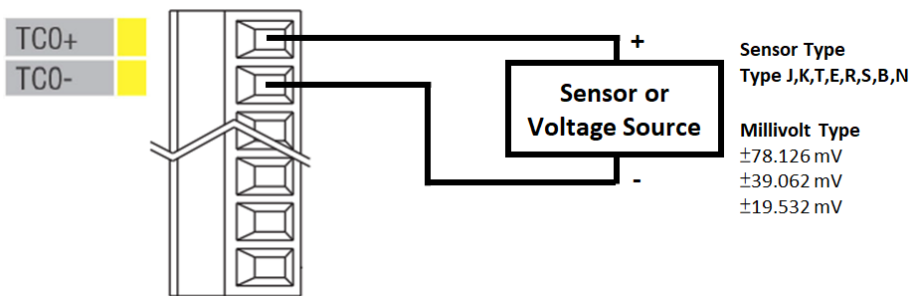 TC0+
TC0-
+
Sensor or
Voltage Source
-
Sensor Type
Type J,K,T,E,R,S,B,N
Millivolt Type
±78.126 mV
±39.062 mV
±19.532 mV